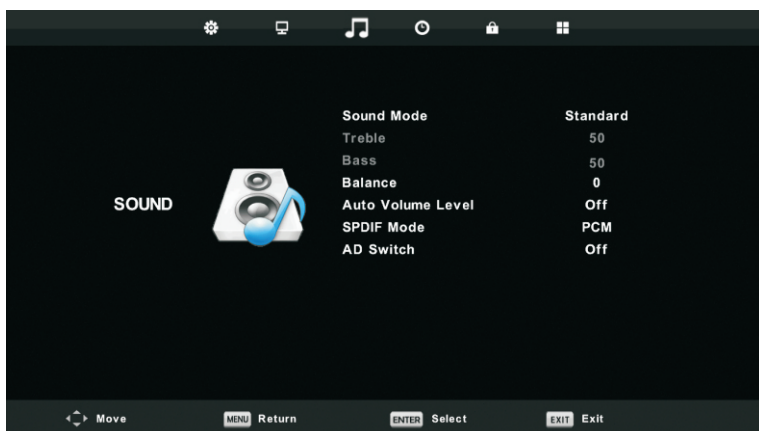 Sound Mode Standard
Treble 50
Bass 50
Balance 0
SOUND
Auto Volume Level Off
SPDIF Mode PCM
AD Switch Off
Move MENU Return ENTER Select EXIT Exit